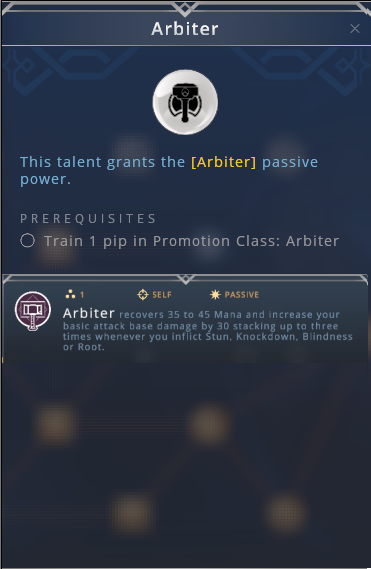 Arbiter
This talent grants the [Arbiter] passive
power.
PREREQUISITES
Train 1 pip in Promotion Class: Arbiter
1 SELF PASSIVE
Arbiter recovers 35 to 45 Mana and increase your
basic attack base damage by 30 stacking up to three
times whenever you inflict Stun, Knockdown, Blindness
or Root.